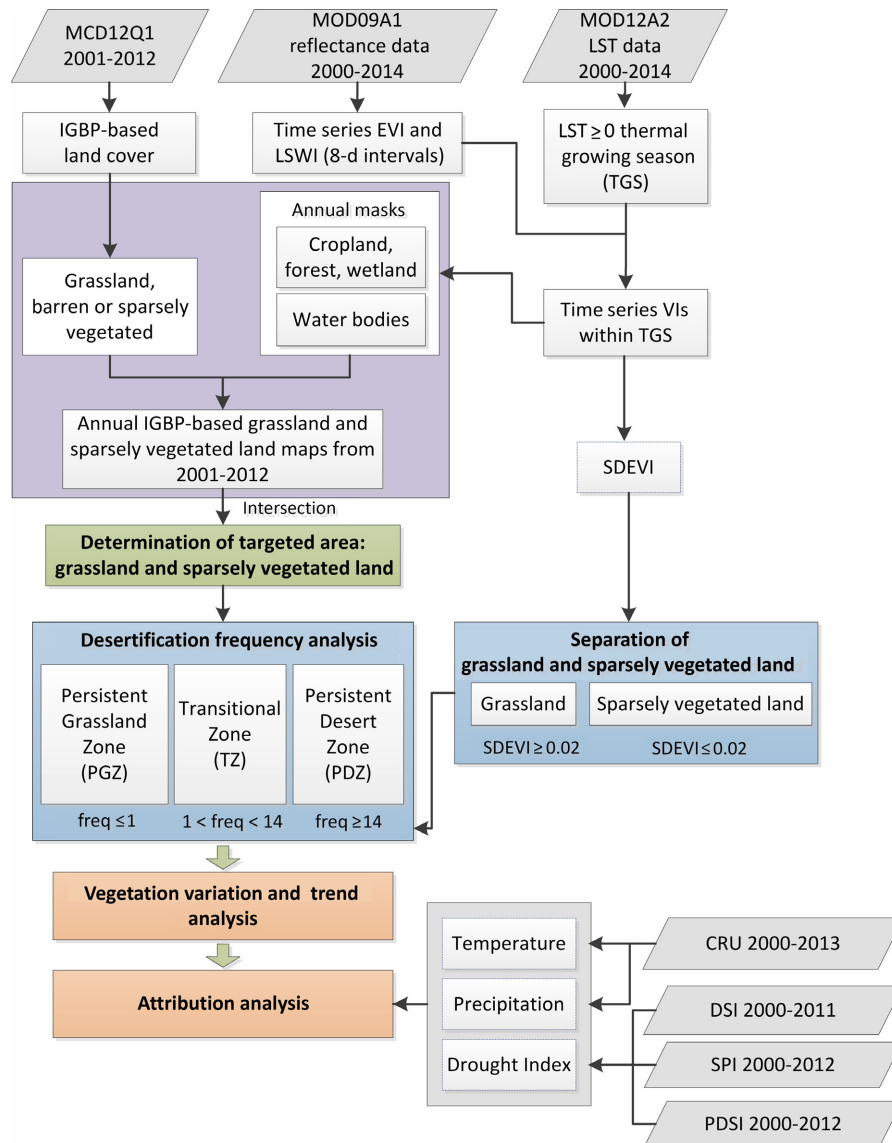 MCD12Q1
2001-2012
MOD09A1
reflectance data
2000-2014
MOD12A2
LST data
2000-2014
IGBP-based
land cover
Time series EVI and
LSWI (8-d intervals)
LST ≥ 0 thermal
growing season
(TGS)
Annual masks
Cropland,
forest, wetland
Water bodies
Grassland,
barren or sparsely
vegetated
Time series VIs
within TGS
Annual IGBP-based grassland and
sparsely vegetated land maps from
2001-2012
SDEVI
Intersection
Determination of targeted area:
grassland and sparsely vegetated land
Desertification frequency analysis
Persistent
Grassland
Zone
(PGZ)
Transitional
Zone
(TZ)
Persistent
Desert
Zone
(PDZ)
freq ≤ 1
1 < freq < 14
freq ≥ 14
Separation of
grassland and sparsely vegetated land
Grassland
Sparsely vegetated land
SDEVI ≥ 0.02
SDEVI ≤ 0.02
Vegetation variation and trend
analysis
Attribution analysis
Temperature
Precipitation
Drought Index
CRU 2000-2013
DSI 2000-2011
SPI 2000-2012
PDSI 2000-2012